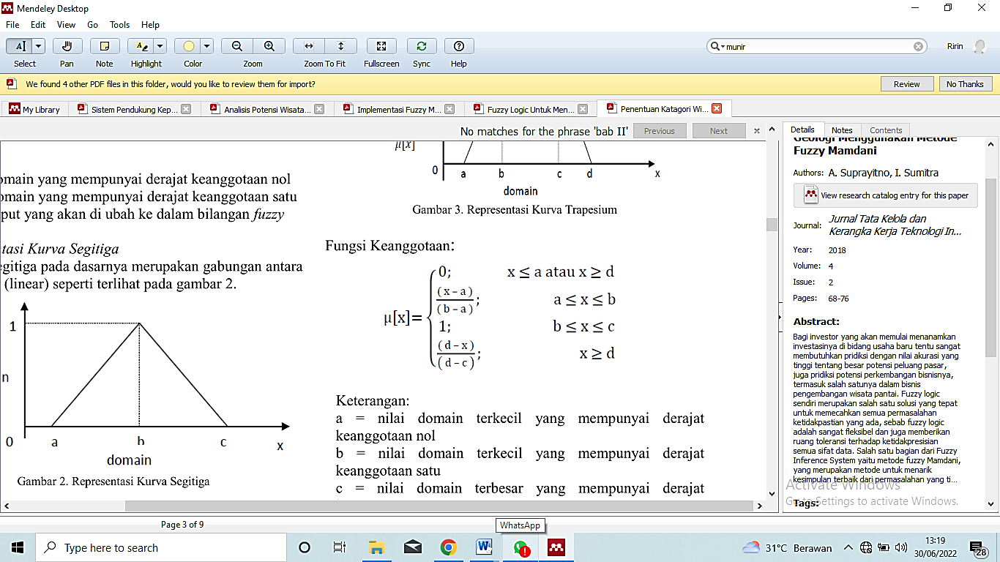 Mendeley Desktop
File Edit View Go Tools Help
munir
Ririn
Select Pan Note Highlight Color Zoom Zoom To Fit Fullscreen Sync Help
We found 4 other PDF files in this folder, would you like to review them for import?
Review No Thanks
My Library Sistem Pendukung Kep... Analisis Potensi Wisata... Implementasi Fuzzy M... Fuzzy Logic Untuk Men... Penentuan Katagori Wi...
No matches for the phrase 'bab II' Previous Next
omain yang mempunyai derajat keanggotaan nol
omain yang mempunyai derajat keanggotaan satu
put yang akan di ubah ke dalam bilangan fuzzy
tasi Kurva Segitiga
egitiga pada dasarnya merupakan gabungan antara
(linear) seperti terlihat pada gambar 2.
1
n
0 a b c x
domain
Gambar 2. Representasi Kurva Segitiga
μ[x]
0 a b c d x
domain
Gambar 3. Representasi Kurva Trapesium
Fungsi Keanggotaan:
0; x ≤ a atau x ≥ d
(x-a)/(b-a); a ≤ x ≤ b
μ[x]=
1; b ≤ x ≤ c
(d-x)/(d-c); x ≥ d
Keterangan:
a = nilai domain terkecil yang mempunyai derajat
keanggotaan nol
b = nilai domain terkecil yang mempunyai derajat
keanggotaan satu
c = nilai domain terbesar yang mempunyai derajat
Details Notes Contents
Geologi Menggunakan Metode
Fuzzy Mamdani
Authors: A. Suprayitno, I. Sumitra
View research catalog entry for this paper
Journal: Jurnal Tata Kelola dan
Kerangka Kerja Teknologi In...
Year: 2018
Volume: 4
Issue: 2
Pages: 68-76
Abstract:
Bagi investor yang akan memulai menanamkan
investasinya di bidang usaha baru tentu sangat
membutuhkan pridiksi dengan nilai akurasi yang
tinggi tentang besar potensi peluang pasar,
juga pridiksi potensi perkembangan bisnisnya,
termasuk salah satunya dalam bisnis
pengembangan wisata pantai. Fuzzy logic
sendiri merupakan salah satu solusi yang tepat
untuk memecahkan semua permasalahan
ketidakpastian yang ada, sebab fuzzy logic
adalah sangat fleksibel dan juga memberikan
ruang toleransi terhadap ketidakpresisian
semua sifat data. Salah satu bagian dari Fuzzy
Inference System yaitu metode fuzzy Mamdani,
yang merupakan metode untuk menarik
kesimpulan terbaik dari permasalahan yang ti...
Activate Windows
Go to Settings to activate Windows.
Tags:
Page 3 of 9
WhatsApp
Type here to search
31°C Berawan
13:19
30/06/2022
28